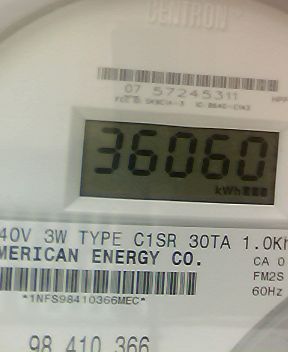 CENTRON
07 57245311
36060
kWh
40V 3W TYPE C1SR 30TA 1.0Kh
MERICAN ENERGY CO.
CA 0
FM2S
*1NFS98410366MEC*
60Hz
98 410 366